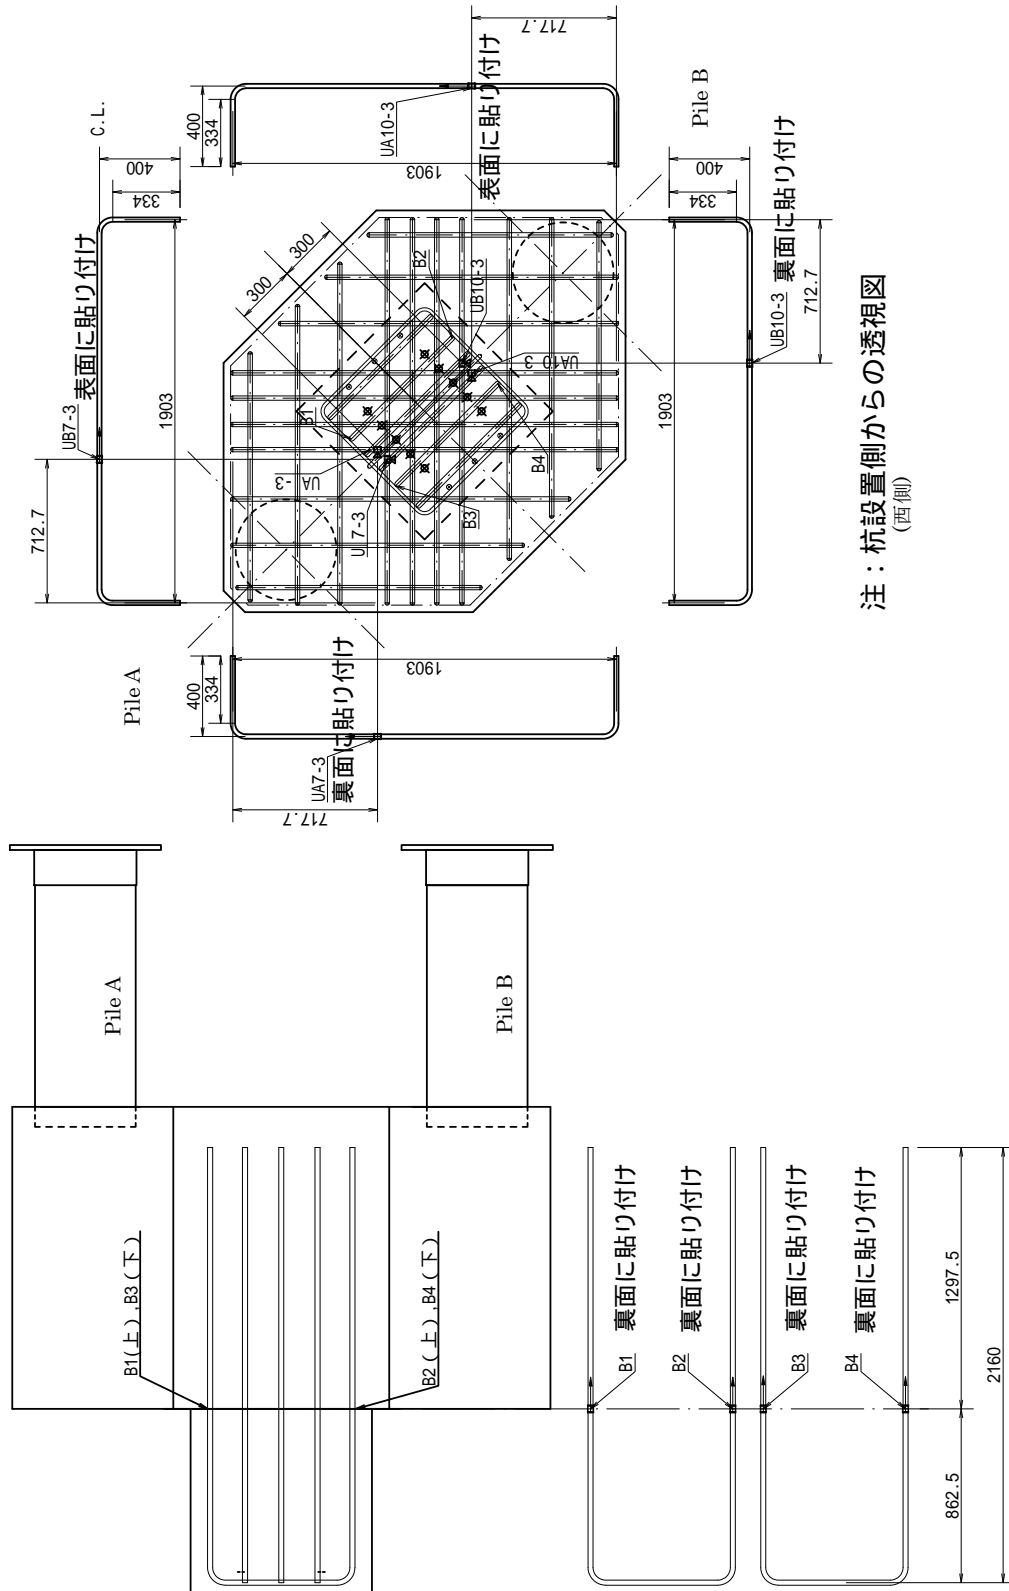 717.7
C.L.
400
334
UA10-3
表面に貼り付け
1903
Pile B
400
334
UB7-3
表面に貼り付け
1903
712.7
300
300
B2
UB10-3
UA10-3
B1
B4
B3
UA -3
U 7-3
1903
712.7
UB10-3
裏面に貼り付け
Pile A
400
334
1903
UA7-3
裏面に貼り付け
717.7
注：杭設置側からの透視図
(西側)
Pile A
Pile B
B1(上),B3(下)
B2(上),B4(下)
B1
裏面に貼り付け
B2
裏面に貼り付け
B3
裏面に貼り付け
B4
裏面に貼り付け
1297.5
862.5
2160